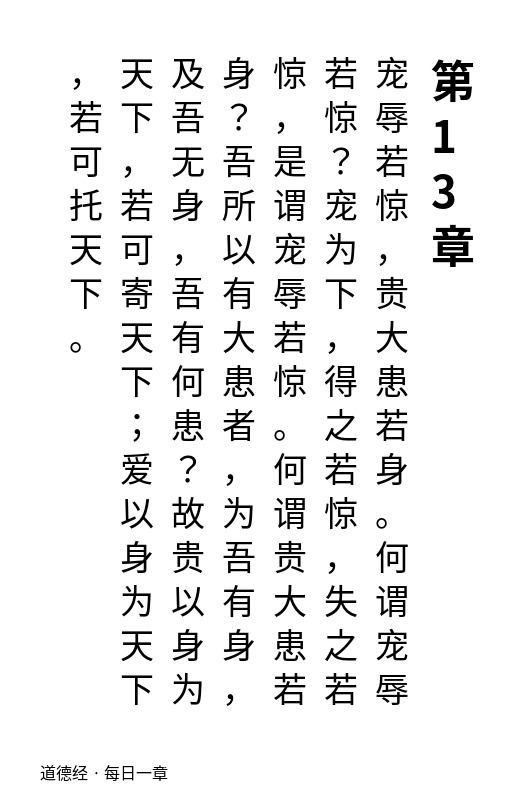 第13章
宠辱若惊，贵大患若身。何谓宠辱
若惊？宠为下，得之若惊，失之若
惊，是谓宠辱若惊。何谓贵大患若
身？吾所以有大患者，为吾有身，
及吾无身，吾有何患？故贵以身为
天下，若可寄天下；爱以身为天下
，若可托天下。
道德经 · 每日一章